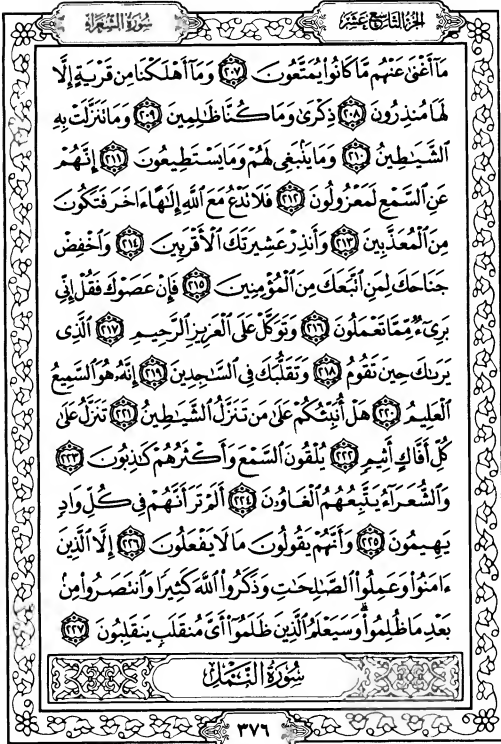 الجزء التاسع عشر
سورة الشعراء
مَآ أَغْنَىٰ عَنْهُم مَّا كَانُوا۟ يُمَتَّعُونَ ٢٠٧ وَمَآ أَهْلَكْنَا مِن قَرْيَةٍ إِلَّا
لَهَا مُنذِرُونَ ٢٠٨ ذِكْرَىٰ وَمَا كُنَّا ظَٰلِمِينَ ٢٠٩ وَمَا تَنَزَّلَتْ بِهِ
ٱلشَّيَٰطِينُ ٢١٠ وَمَا يَنۢبَغِى لَهُمْ وَمَا يَسْتَطِيعُونَ ٢١١ إِنَّهُمْ
عَنِ ٱلسَّمْعِ لَمَعْزُولُونَ ٢١٢ فَلَا تَدْعُ مَعَ ٱللَّهِ إِلَٰهًا ءَاخَرَ فَتَكُونَ
مِنَ ٱلْمُعَذَّبِينَ ٢١٣ وَأَنذِرْ عَشِيرَتَكَ ٱلْأَقْرَبِينَ ٢١٤ وَٱخْفِضْ
جَنَاحَكَ لِمَنِ ٱتَّبَعَكَ مِنَ ٱلْمُؤْمِنِينَ ٢١٥ فَإِنْ عَصَوْكَ فَقُلْ إِنِّى
بَرِىٓءٌ مِّمَّا تَعْمَلُونَ ٢١٦ وَتَوَكَّلْ عَلَى ٱلْعَزِيزِ ٱلرَّحِيمِ ٢١٧ ٱلَّذِى
يَرَىٰكَ حِينَ تَقُومُ ٢١٨ وَتَقَلُّبَكَ فِى ٱلسَّٰجِدِينَ ٢١٩ إِنَّهُۥ هُوَ ٱلسَّمِيعُ
ٱلْعَلِيمُ ٢٢٠ هَلْ أُنَبِّئُكُمْ عَلَىٰ مَن تَنَزَّلُ ٱلشَّيَٰطِينُ ٢٢١ تَنَزَّلُ عَلَىٰ
كُلِّ أَفَّاكٍ أَثِيمٍ ٢٢٢ يُلْقُونَ ٱلسَّمْعَ وَأَكْثَرُهُمْ كَٰذِبُونَ ٢٢٣
وَٱلشُّعَرَآءُ يَتَّبِعُهُمُ ٱلْغَاوُۥنَ ٢٢٤ أَلَمْ تَرَ أَنَّهُمْ فِى كُلِّ وَادٍ
يَهِيمُونَ ٢٢٥ وَأَنَّهُمْ يَقُولُونَ مَا لَا يَفْعَلُونَ ٢٢٦ إِلَّا ٱلَّذِينَ
ءَامَنُوا۟ وَعَمِلُوا۟ ٱلصَّٰلِحَٰتِ وَذَكَرُوا۟ ٱللَّهَ كَثِيرًا وَٱنتَصَرُوا۟ مِنۢ
بَعْدِ مَا ظُلِمُوا۟ ۗ وَسَيَعْلَمُ ٱلَّذِينَ ظَلَمُوٓا۟ أَىَّ مُنقَلَبٍ يَنقَلِبُونَ ٢٢٧
سورة النمل
٣٧٦